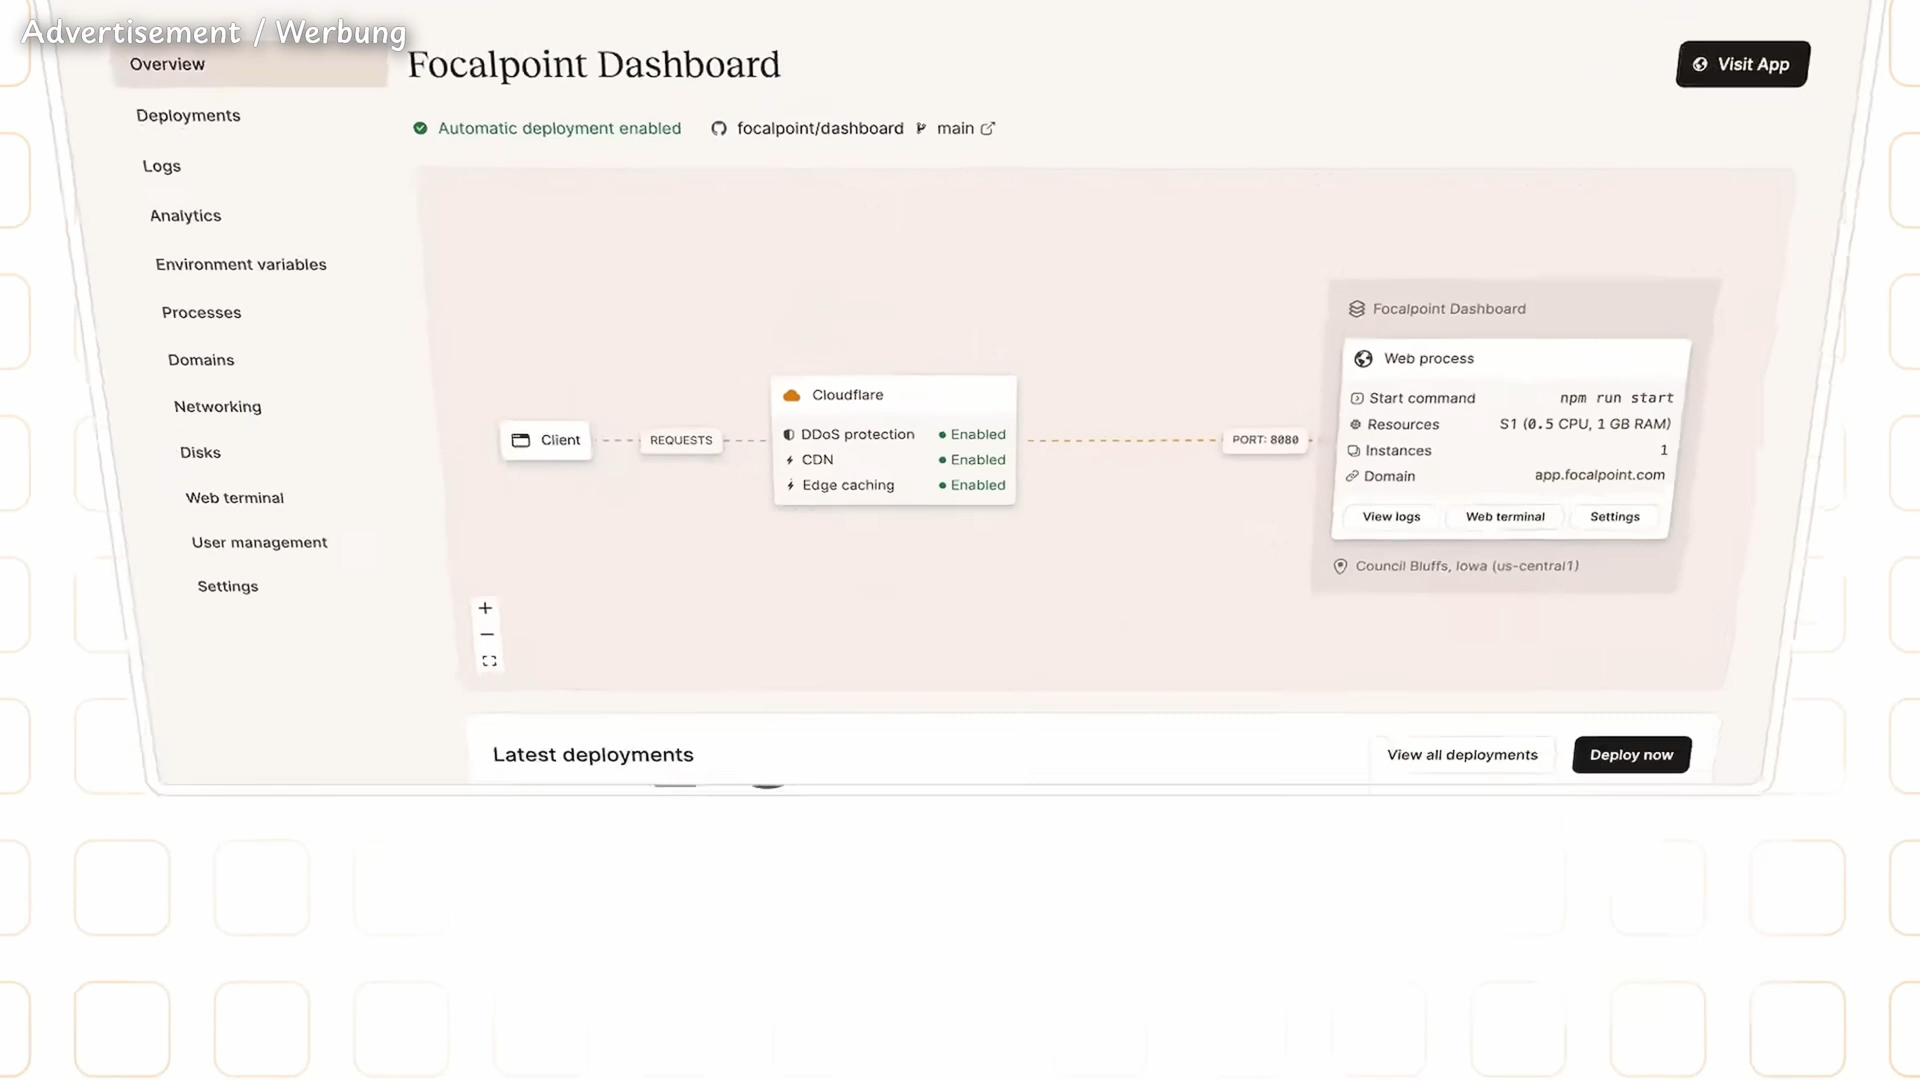 Advertisement / Werbung
Overview
Deployments
Logs
Analytics
Environment variables
Processes
Domains
Networking
Disks
Web terminal
User management
Settings
Focalpoint Dashboard
Visit App
Automatic deployment enabled
focalpoint/dashboard
main
Client
REQUESTS
Cloudflare
DDoS protection Enabled
CDN Enabled
Edge caching Enabled
PORT: 8080
Focalpoint Dashboard
Web process
Start command npm run start
Resources S1 (0.5 CPU, 1 GB RAM)
Instances 1
Domain app.focalpoint.com
View logs Web terminal Settings
Council Bluffs, Iowa (us-central1)
Latest deployments
View all deployments
Deploy now